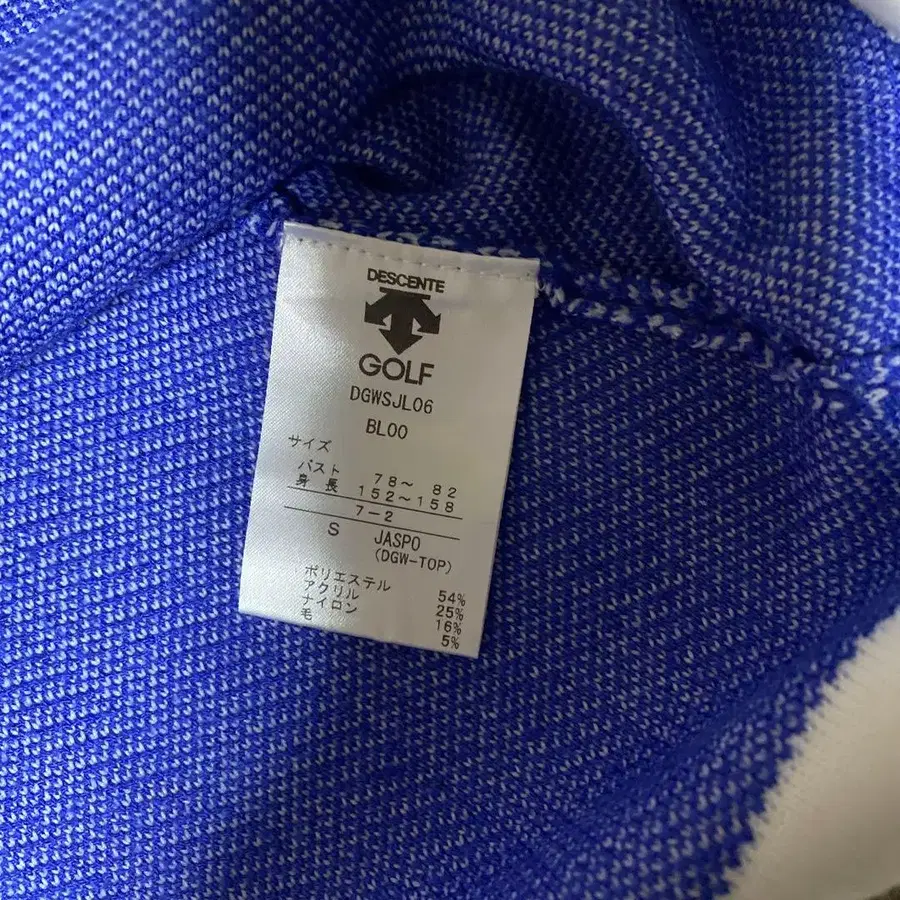 DESCENTE
GOLF
DGWSJL06
BL00
サイズ
バスト 78〜 82
身長 152〜158
7-2
S JASPO
(DGW-TOP)
ポリエステル 54%
アクリル 25%
ナイロン 16%
毛 5%